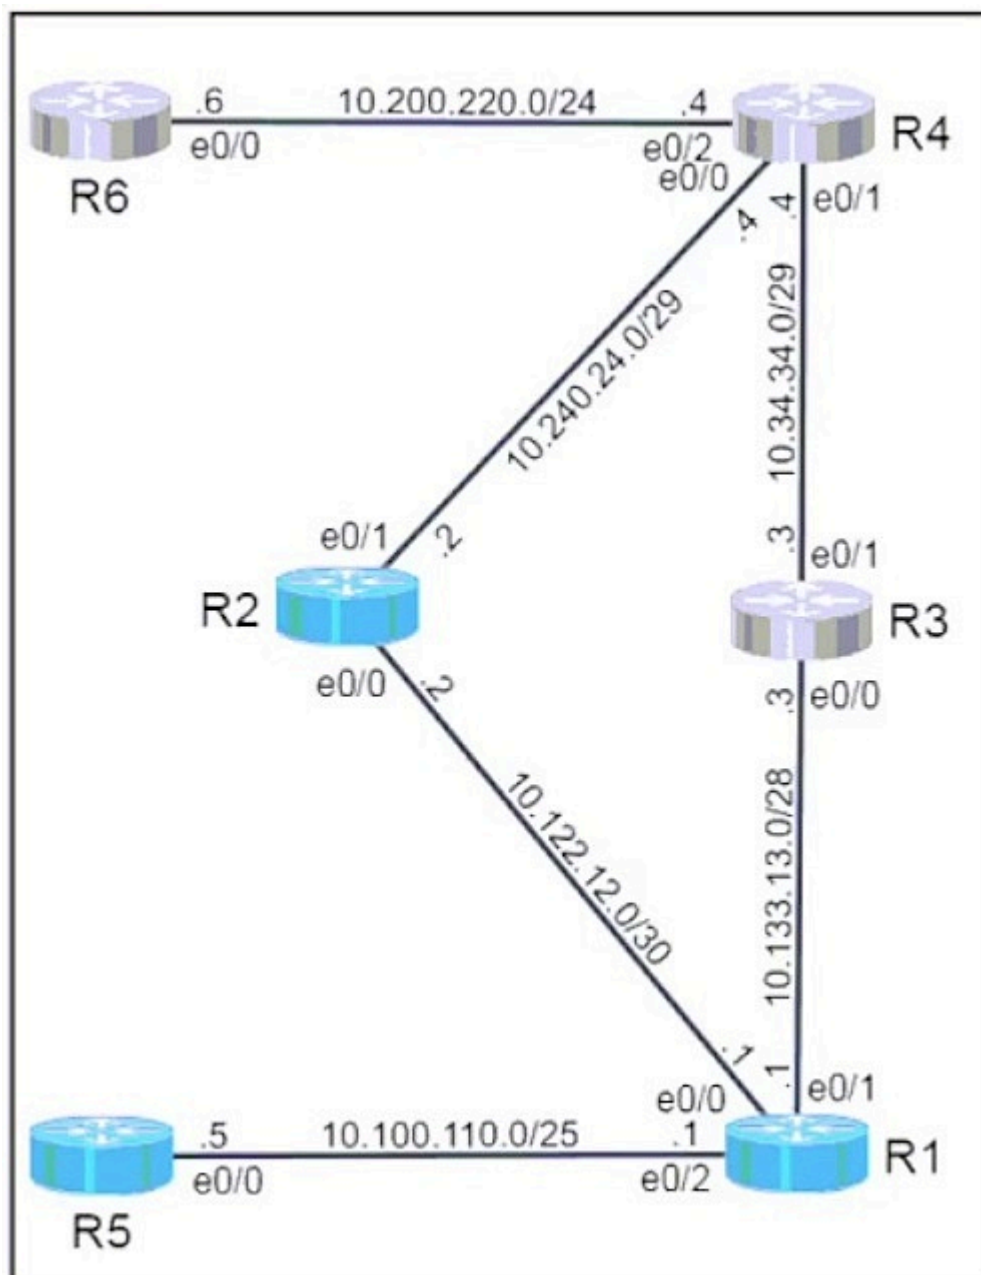 .6 10.200.220.0/24 .4
R4
e0/0 e0/2
e0/0
R6
.4 .4 e0/1
10.240.24.0/29
10.34.34.0/29
e0/1 .2
.3 e0/1
R2
R3
e0/0 .2
.3 e0/0
10.122.12.0/30
10.133.13.0/28
.1 .1 e0/1
e0/0
.5 10.100.110.0/25 .1
R1
e0/0 e0/2
R5